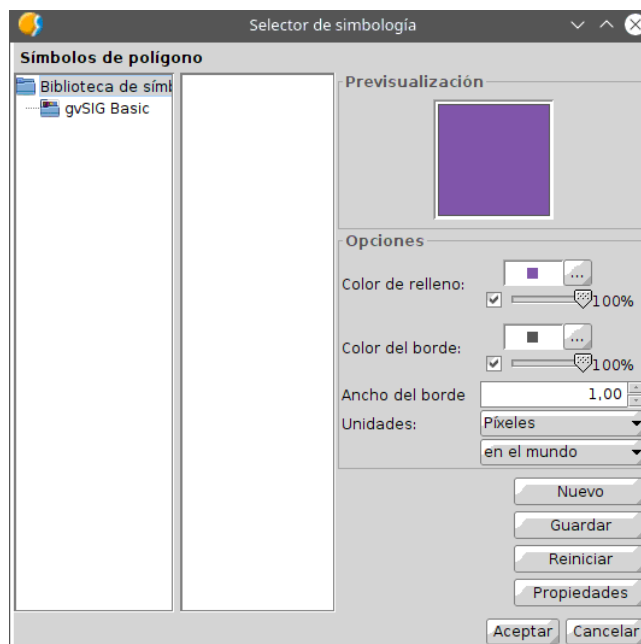 Selector de simbología
Símbolos de polígono
Biblioteca de símb
gvSIG Basic
Previsualización
Opciones
Color de relleno:
...
100%
Color del borde:
...
100%
Ancho del borde
1,00
Unidades:
Píxeles
en el mundo
Nuevo
Guardar
Reiniciar
Propiedades
Aceptar
Cancelar